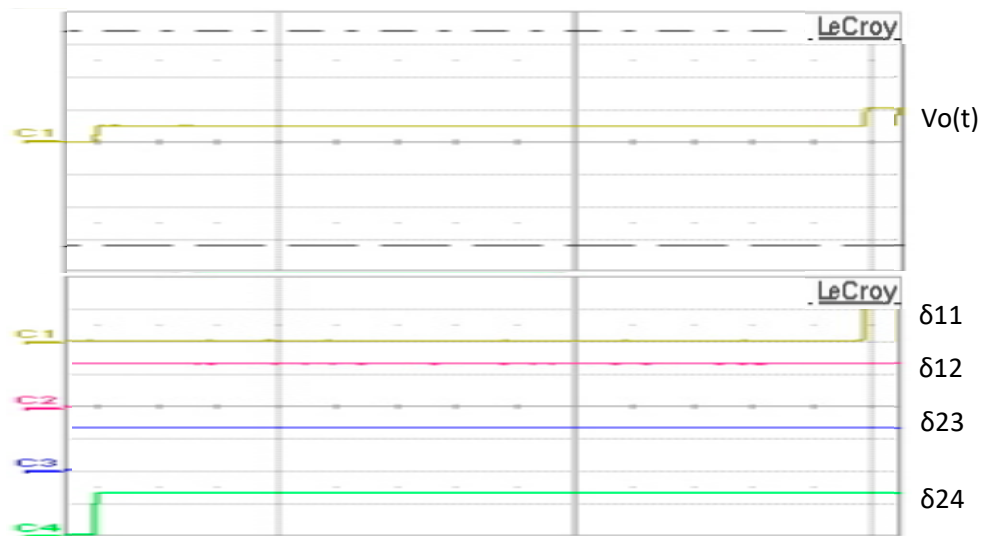 LeCroy
C1
Vo(t)
LeCroy
δ11
C1
δ12
C2
δ23
C3
δ24
C4